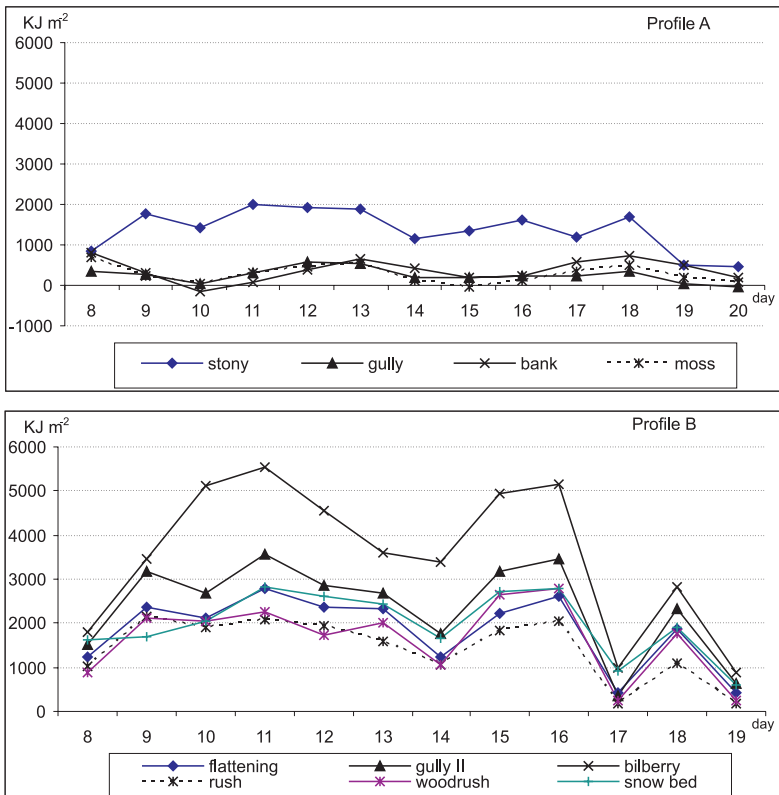 KJ m-2
Profile A
6000
5000
4000
3000
2000
1000
0
-1000
8 9 10 11 12 13 14 15 16 17 18 19 20
day
stony gully bank moss
KJ m-2
Profile B
6000
5000
4000
3000
2000
1000
0
8 9 10 11 12 13 14 15 16 17 18 19
day
flattening gully II bilberry
rush woodrush snow bed